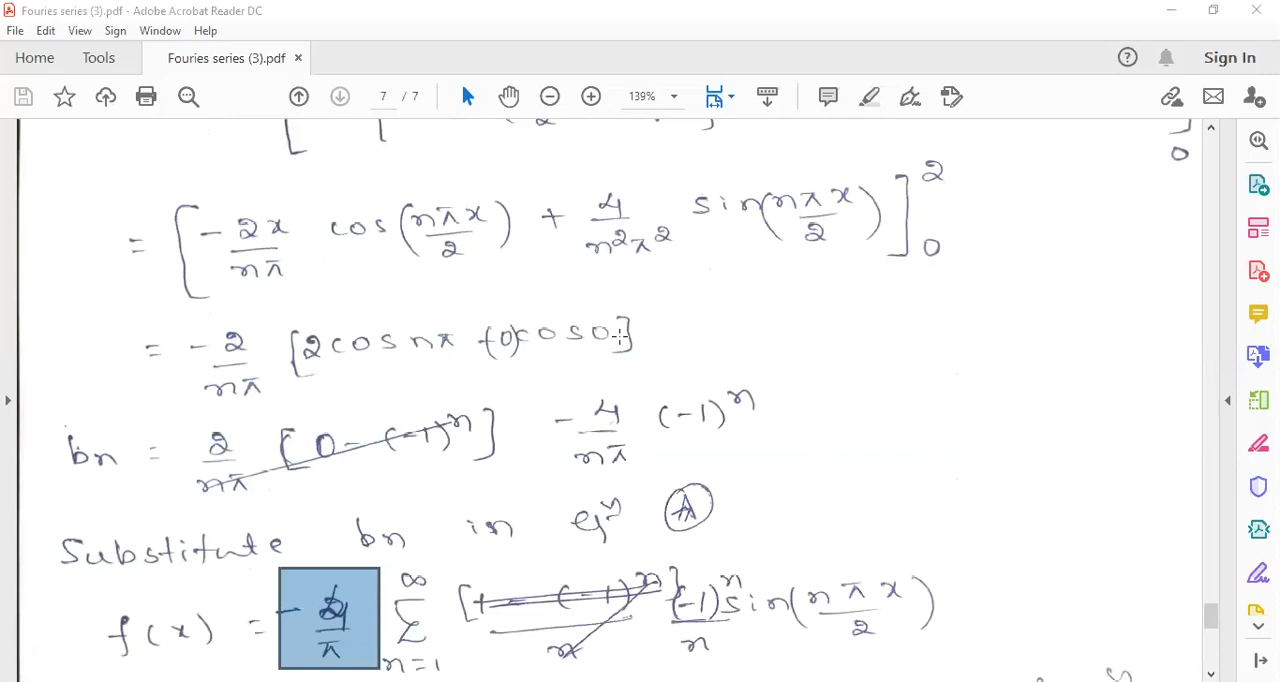 Fouries series (3).pdf - Adobe Acrobat Reader DC
File Edit View Sign Window Help
Home Tools Fouries series (3).pdf × Sign In
7 / 7 139%
0
= [ - 2x/nπ cos(nπx/2) + 4/n²π² sin(nπx/2) ]₀²
= - 2/nπ [2 cos nπ - (0) cos 0]
bn = 2/nπ [0 - (-1)ⁿ] - 4/nπ (-1)ⁿ
Substitute bn in eqⁿ A
f(x) = - 4/π ∑ₙ₌₁^∞ [1 - (-1)ⁿ]/n (-1)ⁿ/n sin(nπx/2)